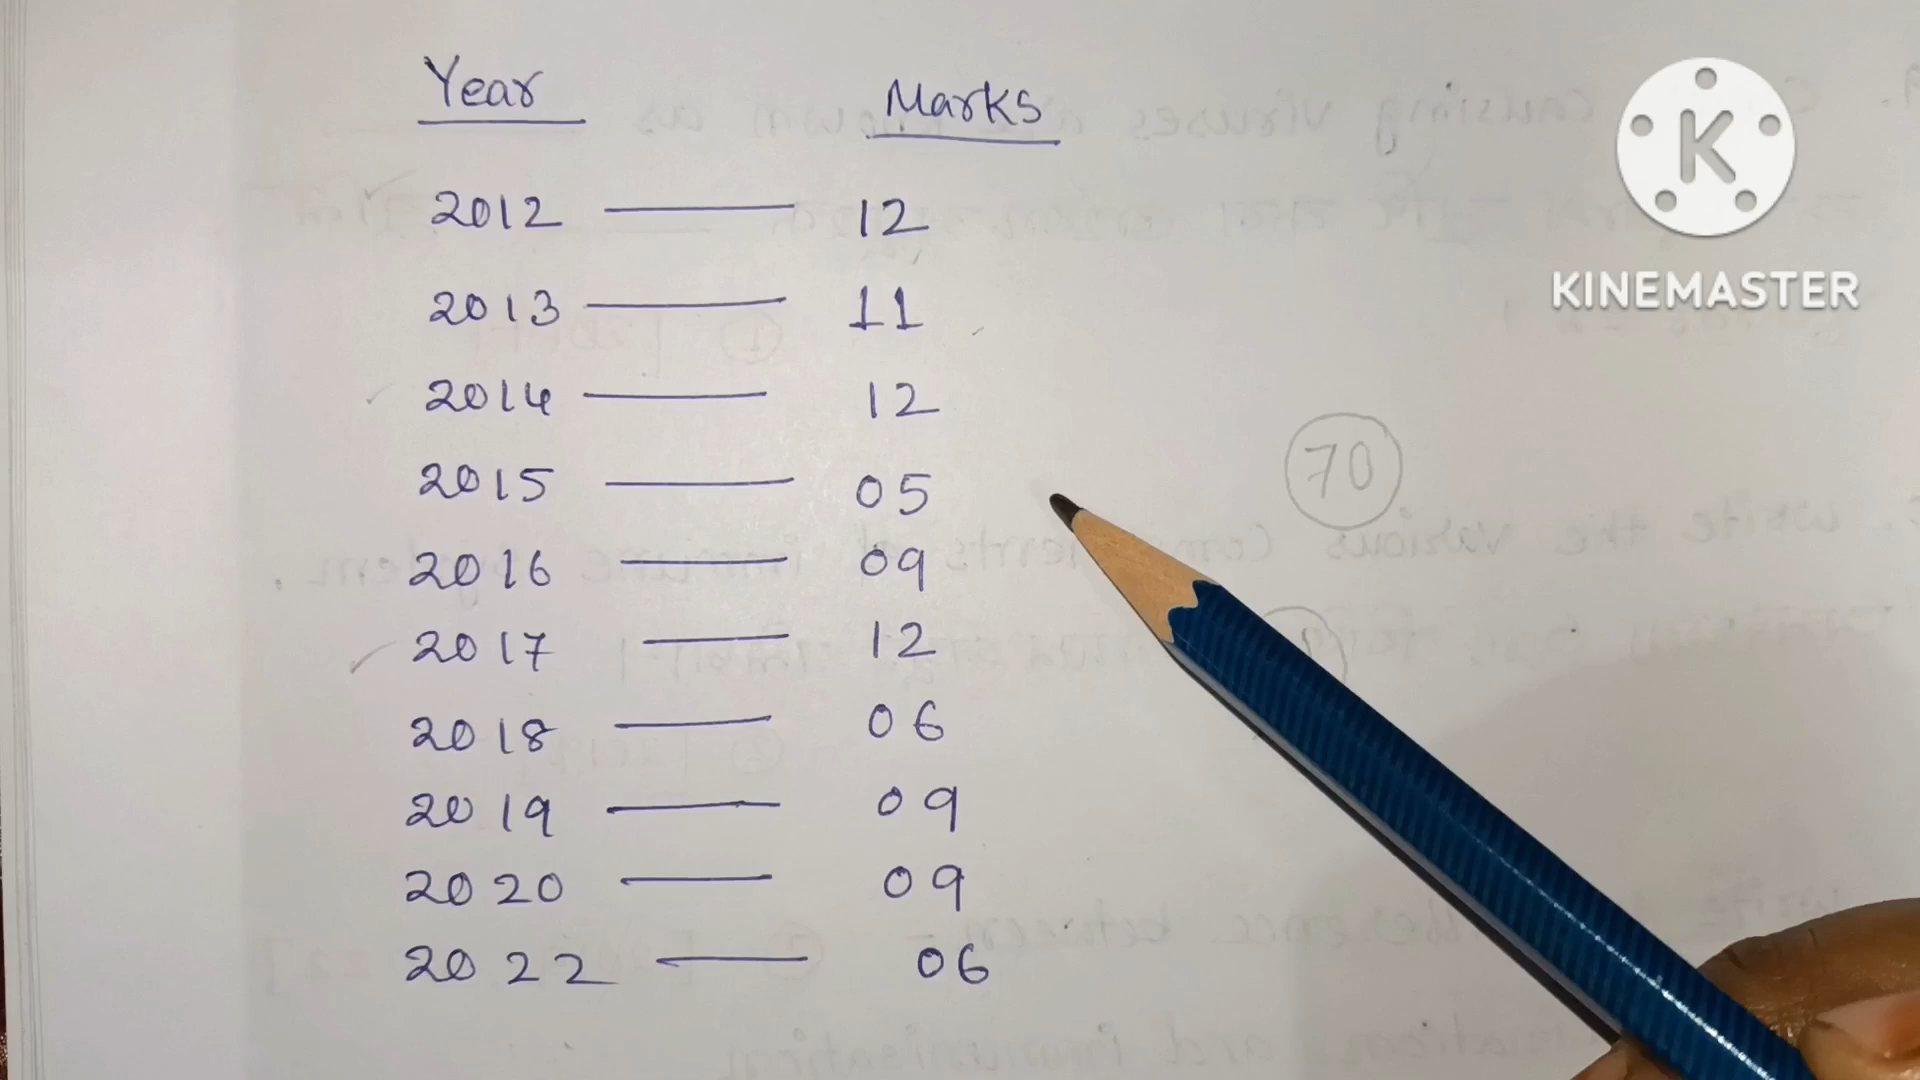 Year Marks
2012 — 12
2013 — 11
2014 — 12
2015 — 05
70
2016 — 09
2017 — 12
2018 — 06
2019 — 09
2020 — 09
2022 — 06
KINEMASTER